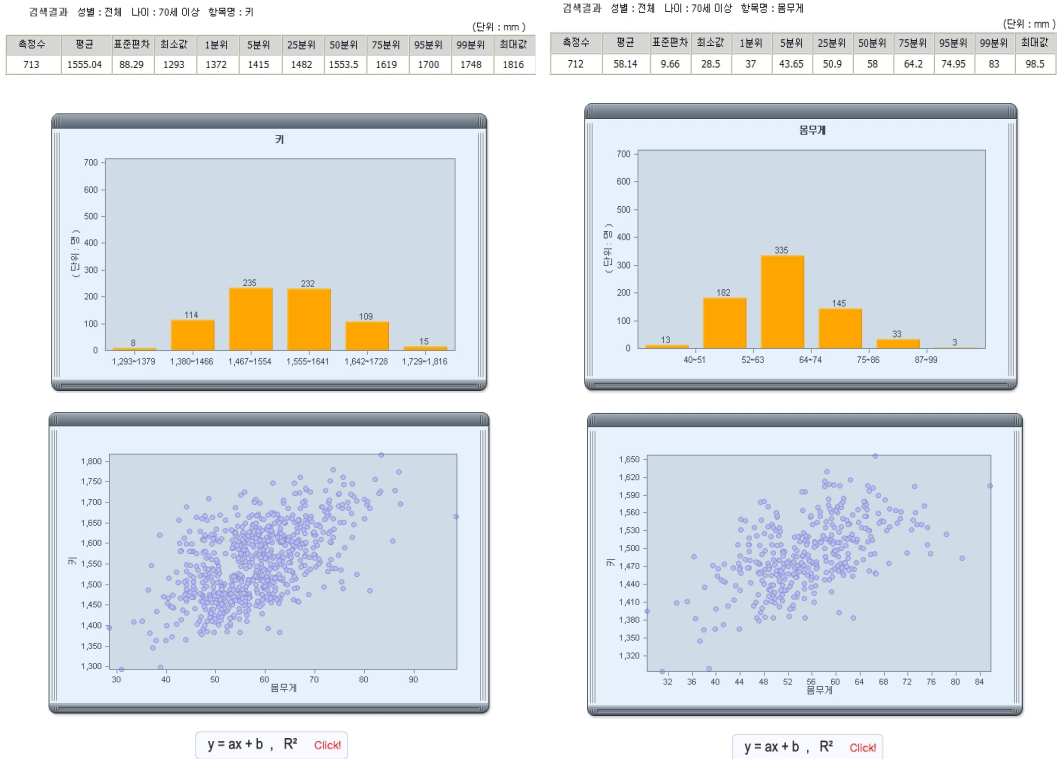 검색결과 성별 : 전체 나이 : 70세 이상 항목명 : 키
(단위 : mm )
측정수 평균 표준편차 최소값 1분위 5분위 25분위 50분위 75분위 95분위 99분위 최대값
713 1555.04 88.29 1293 1372 1415 1482 1553.5 1619 1700 1748 1816
키
( 단위 : 명 )
700
600
500
400
300
200
100
0
8
114
235
232
109
15
1,293~1379 1,380~1466 1,467~1554 1,555~1641 1,642~1728 1,729~1,816
키
1,800
1,750
1,700
1,650
1,600
1,550
1,500
1,450
1,400
1,350
1,300
30 40 50 60 70 80 90
몸무게
y = ax + b , R² Click!
검색결과 성별 : 전체 나이 : 70세 이상 항목명 : 몸무게
(단위 : mm )
측정수 평균 표준편차 최소값 1분위 5분위 25분위 50분위 75분위 95분위 99분위 최대값
712 58.14 9.66 28.5 37 43.65 50.9 58 64.2 74.95 83 98.5
몸무게
( 단위 : 명 )
700
600
500
400
300
200
100
0
13
182
335
145
33
3
40~51 52~63 64~74 75~86 87~99
키
1,650
1,620
1,590
1,560
1,530
1,500
1,470
1,440
1,410
1,380
1,350
1,320
32 36 40 44 48 52 56 60 64 68 72 76 80 84
몸무게
y = ax + b , R² Click!